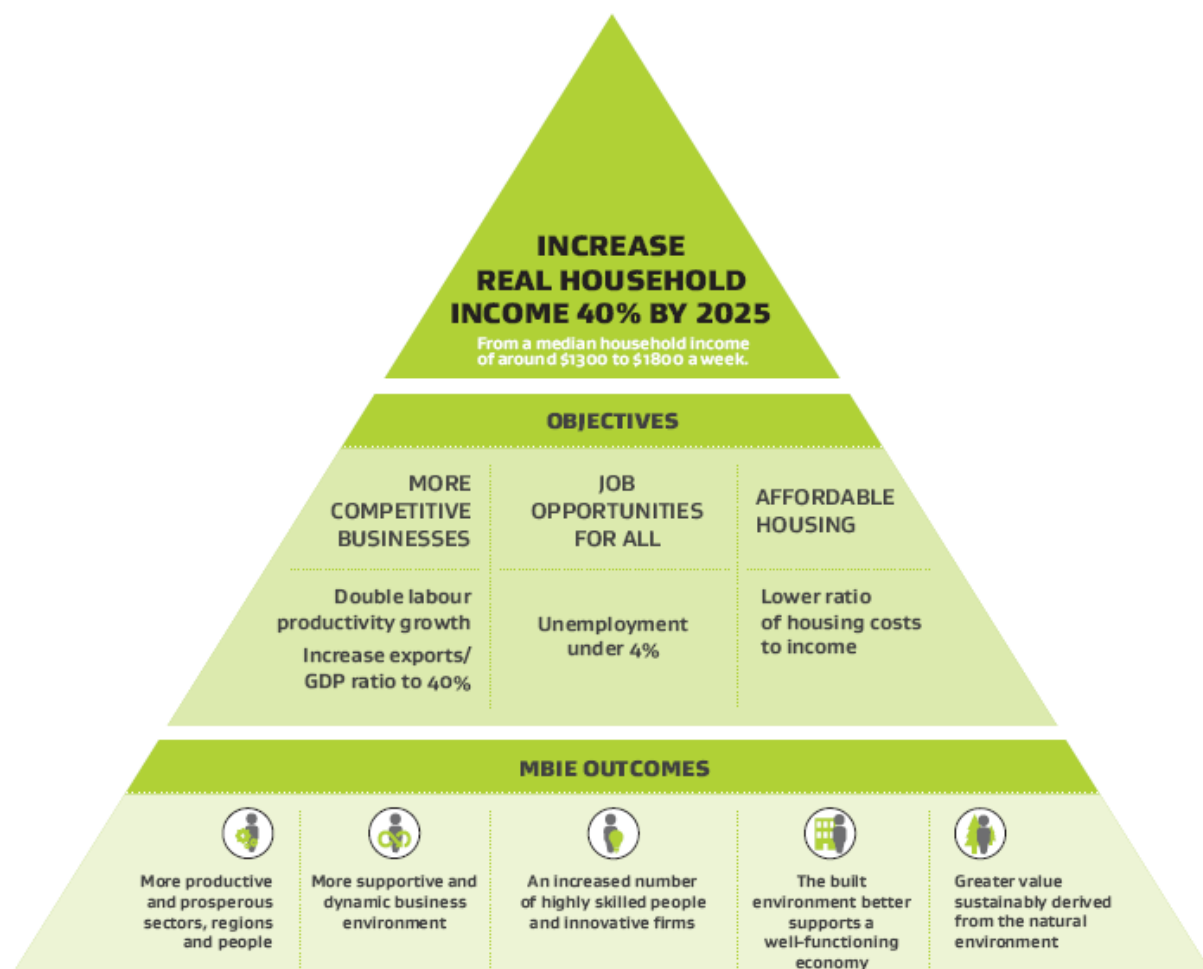 INCREASE
REAL HOUSEHOLD
INCOME 40% BY 2025
From a median household income
of around $1300 to $1800 a week.
OBJECTIVES
MORE
COMPETITIVE
BUSINESSES
Double labour
productivity growth
Increase exports/
GDP ratio to 40%
JOB
OPPORTUNITIES
FOR ALL
Unemployment
under 4%
AFFORDABLE
HOUSING
Lower ratio
of housing costs
to income
MBIE OUTCOMES
More productive
and prosperous
sectors, regions
and people
More supportive and
dynamic business
environment
An increased number
of highly skilled people
and innovative firms
The built
environment better
supports a
well-functioning
economy
Greater value
sustainably derived
from the natural
environment